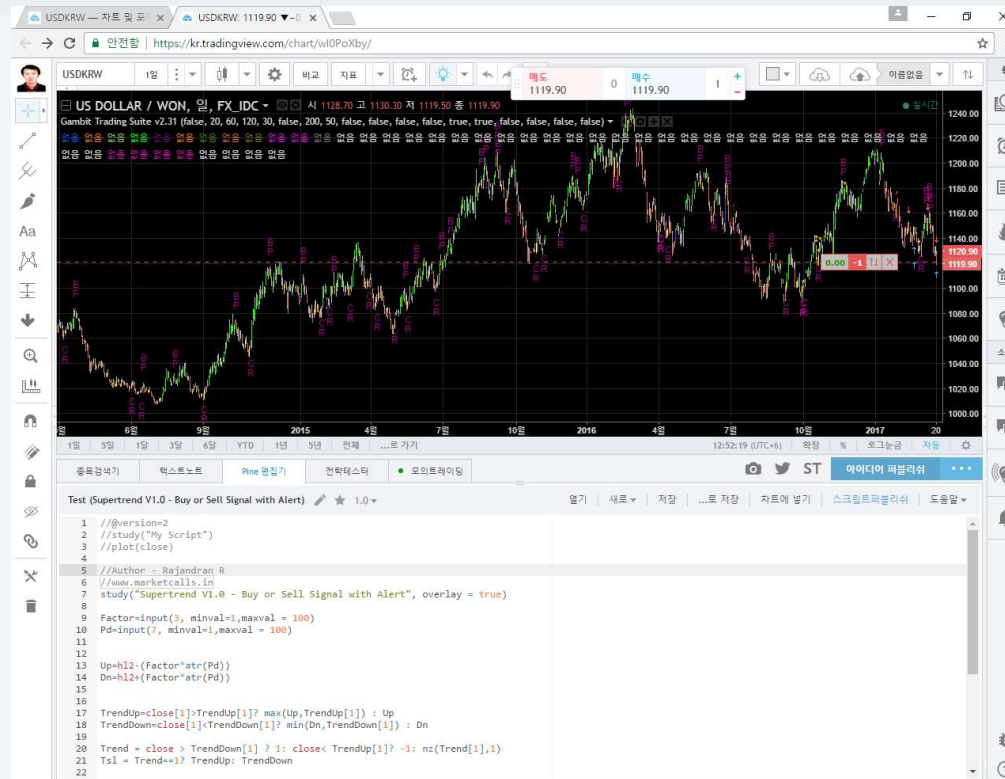 USDKRW — 차트 및 포
USDKRW: 1119.90 ▼−
안전함 | https://kr.tradingview.com/chart/wI0PoXby/
USDKRW 1일 비교 지표 이름없음
매도 1119.90 0 매수 1119.90 1 + −
US DOLLAR / WON, 일, FX_IDC 시 1128.70 고 1130.30 저 1119.50 종 1119.90
실시간
Gambit Trading Suite v2.31 (false, 20, 60, 120, 30, false, 200, 50, false, false, false, false, true, true, false, false, false, false)
1240.00
1220.00
1200.00
1180.00
1160.00
1140.00
1120.90
1119.90
0.00 -1
1100.00
1080.00
1060.00
1040.00
1020.00
1000.00
6월 9월 2015 4월 7월 10월 2016 4월 7월 10월 2017 20
1일 5일 1달 3달 6달 YTD 1년 5년 전체 ...로 가기 12:52:19 (UTC+6) 확장 % 로그눈금 자동
종목검색기 텍스트노트 Pine 편집기 전략테스터 모의트레이딩 ST 아이디어 퍼블리쉬
Test (Supertrend V1.0 - Buy or Sell Signal with Alert) 1.0 열기 새로 저장 ...로 저장 차트에 넣기 스크립트퍼블리쉬 도움말
1 //@version=2
2 //study("My Script")
3 //plot(close)
4
5 //Author - Rajandran R
6 //www.marketcalls.in
7 study("Supertrend V1.0 - Buy or Sell Signal with Alert", overlay = true)
8
9 Factor=input(3, minval=1,maxval = 100)
10 Pd=input(7, minval=1,maxval = 100)
11
12
13 Up=hl2-(Factor*atr(Pd))
14 Dn=hl2+(Factor*atr(Pd))
15
16
17 TrendUp=close[1]>TrendUp[1]? max(Up,TrendUp[1]) : Up
18 TrendDown=close[1]<TrendDown[1]? min(Dn,TrendDown[1]) : Dn
19
20 Trend = close > TrendDown[1] ? 1: close< TrendUp[1]? -1: nz(Trend[1],1)
21 Tsl = Trend==1? TrendUp: TrendDown
22